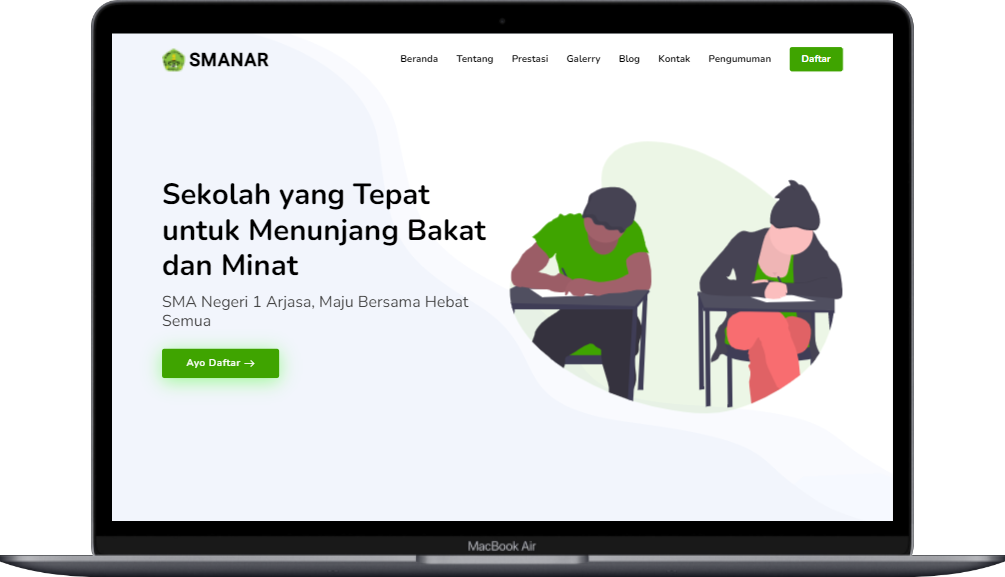 SMANAR
Beranda Tentang Prestasi Galerry Blog Kontak Pengumuman Daftar
Sekolah yang Tepat
untuk Menunjang Bakat
dan Minat
SMA Negeri 1 Arjasa, Maju Bersama Hebat
Semua
Ayo Daftar →
MacBook Air